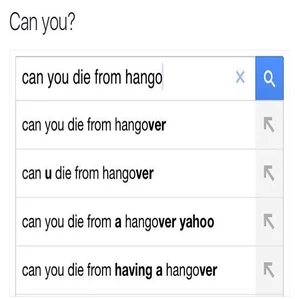 Can you?
can you die from hango
can you die from hangover
can u die from hangover
can you die from a hangover yahoo
can you die from having a hangover